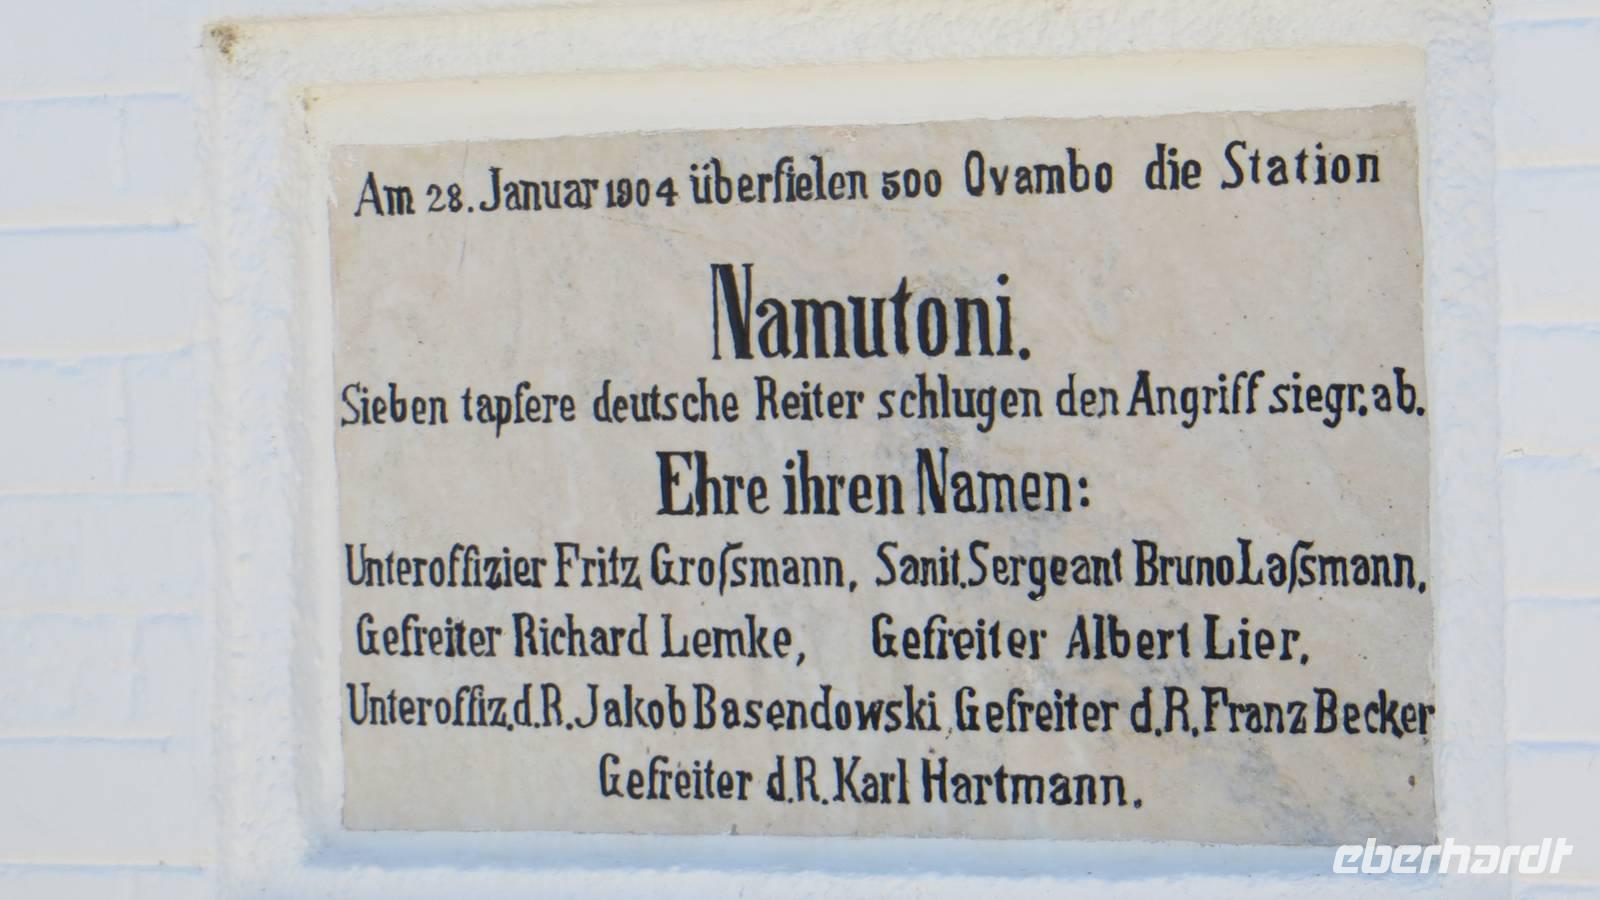 Am 28. Januar 1904 überfielen 500 Ovambo die Station
Namutoni.
Sieben tapfere deutsche Reiter schlugen den Angriff siegr. ab.
Ehre ihren Namen:
Unteroffizier Fritz Groſsmann, Sanit. Sergeant Bruno Laſsmann,
Gefreiter Richard Lemke, Gefreiter Albert Lier,
Unteroffiz. d. R. Jakob Basendowski, Gefreiter d. R. Franz Becker
Gefreiter d. R. Karl Hartmann.
eberhardt